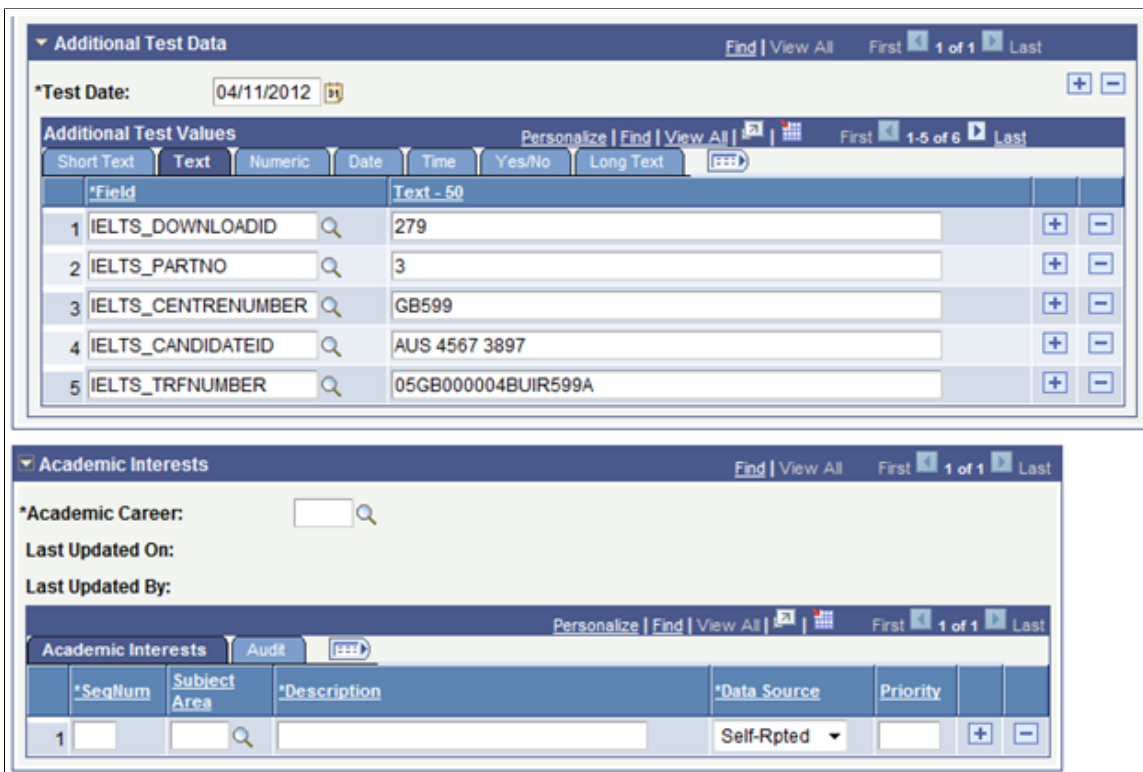 Additional Test Data Find | View All First 1 of 1 Last
*Test Date: 04/11/2012 31
Additional Test Values Personalize | Find | View All | | First 1-5 of 6 Last
Short Text Text Numeric Date Time Yes/No Long Text
*Field Text - 50
1 IELTS_DOWNLOADID 279
2 IELTS_PARTNO 3
3 IELTS_CENTRENUMBER GB599
4 IELTS_CANDIDATEID AUS 4567 3897
5 IELTS_TRFNUMBER 05GB000004BUIR599A
Academic Interests Find | View All First 1 of 1 Last
*Academic Career:
Last Updated On:
Last Updated By:
Personalize | Find | View All | | First 1 of 1 Last
Academic Interests Audit
*SeqNum Subject Area *Description *Data Source Priority
1 Self-Rpted